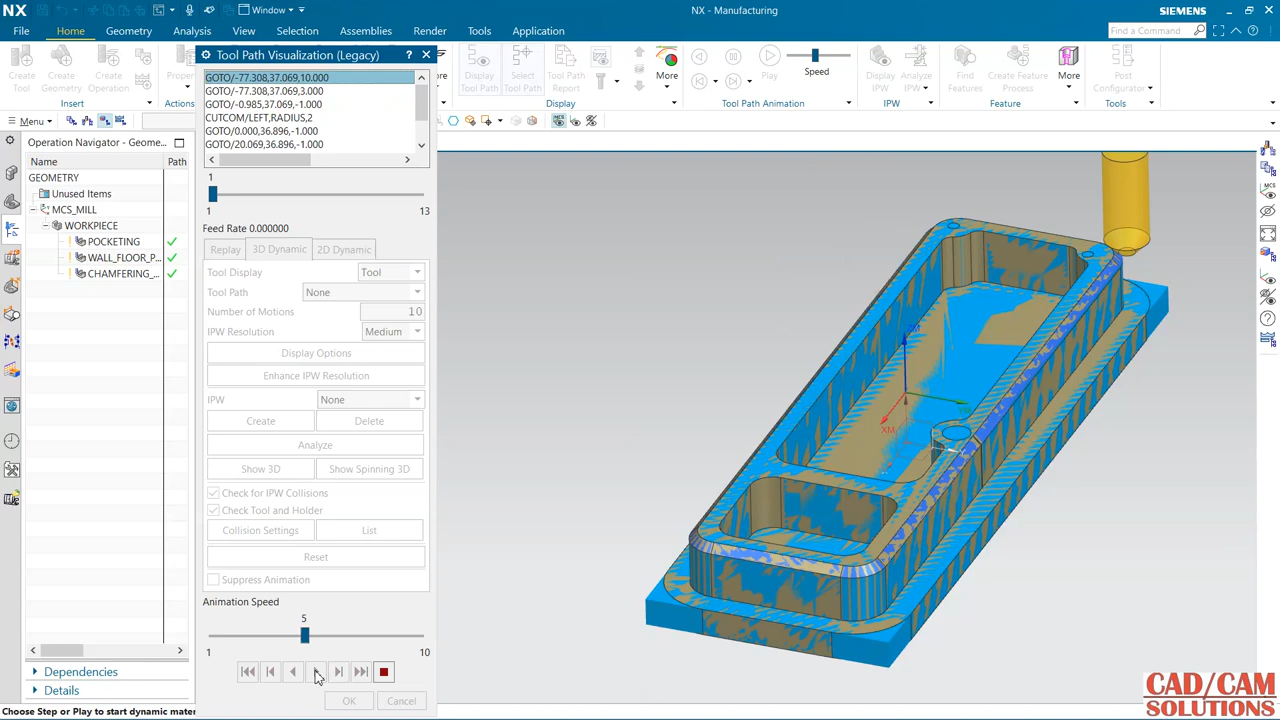 NX
Window
NX - Manufacturing
SIEMENS
File
Home
Geometry
Analysis
View
Selection
Assemblies
Render
Tools
Application
Find a Command
Tool Path Visualization (Legacy)
Create Tool
Create Geometry
Create
Properties
Insert
Actions
GOTO/-77.308,37.069,10.000
GOTO/-77.308,37.069,3.000
GOTO/-0.985,37.069,-1.000
CUTCOM/LEFT,RADIUS,2
GOTO/0.000,36.896,-1.000
GOTO/20.069,36.896,-1.000
Display Tool Path
Select Path
Tool Path Report
More
Display
Play
Speed
Tool Path Animation
Display IPW
Analyze IPW
IPW
Find Features
Create Feature Process
More
Feature
Post Configurator
Tools
Menu
Operation Navigator - Geome...
Name
Path
GEOMETRY
Unused Items
MCS_MILL
WORKPIECE
POCKETING
WALL_FLOOR_P...
CHAMFERING_...
1
1
13
Feed Rate 0.000000
Replay
3D Dynamic
2D Dynamic
Tool Display
Tool
Tool Path
None
Number of Motions
10
IPW Resolution
Medium
Display Options
Enhance IPW Resolution
IPW
None
Create
Delete
Analyze
Show 3D
Show Spinning 3D
Check for IPW Collisions
Check Tool and Holder
Collision Settings
List
Reset
Suppress Animation
Animation Speed
5
1
10
OK
Cancel
ZM
YM
XM
Dependencies
Details
Choose Step or Play to start dynamic mater
CAD/CAM
SOLUTIONS